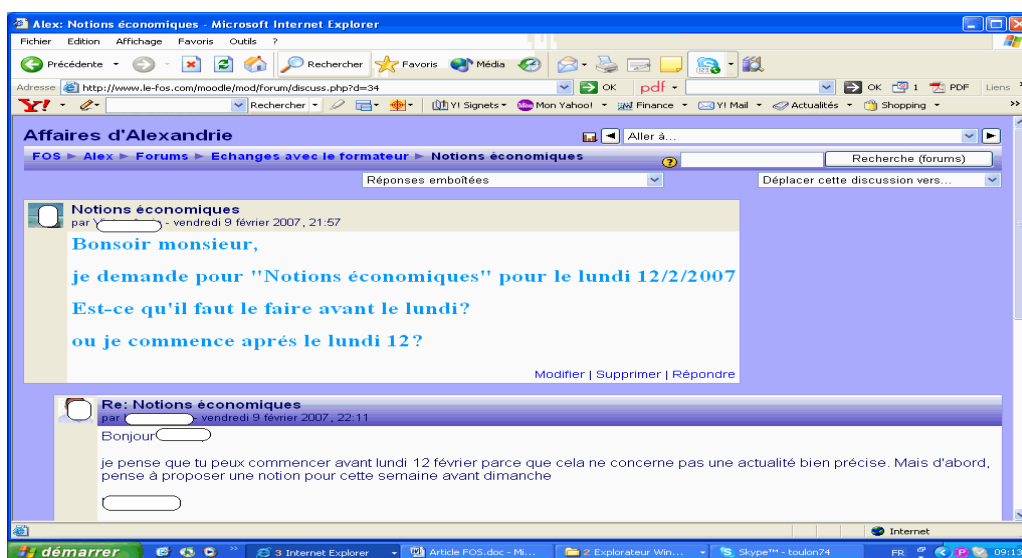 Alex: Notions économiques - Microsoft Internet Explorer
Fichier Edition Affichage Favoris Outils ?
Précédente Rechercher Favoris Média
Adresse http://www.le-fos.com/moodle/mod/forum/discuss.php?d=34 OK pdf OK 1 PDF Liens
Y! Rechercher Y! Signets Mon Yahoo! Finance Y! Mail Actualités Shopping »
Affaires d'Alexandrie Aller à...
FOS ► Alex ► Forums ► Echanges avec le formateur ► Notions économiques Recherche (forums)
Réponses emboîtées Déplacer cette discussion vers...
Notions économiques
par - vendredi 9 février 2007, 21:57
Bonsoir monsieur,
je demande pour ''Notions économiques'' pour le lundi 12/2/2007
Est-ce qu'il faut le faire avant le lundi?
ou je commence aprés le lundi 12?
Modifier | Supprimer | Répondre
Re: Notions économiques
par - vendredi 9 février 2007, 22:11
Bonjour
je pense que tu peux commencer avant lundi 12 février parce que cela ne concerne pas une actualité bien précise. Mais d'abord,
pense à proposer une notion pour cette semaine avant dimanche
Internet
démarrer » 3 Internet Explorer Article FOS.doc - Mi... 2 Explorateur Win... Skype™ - toulon74 FR 09:13